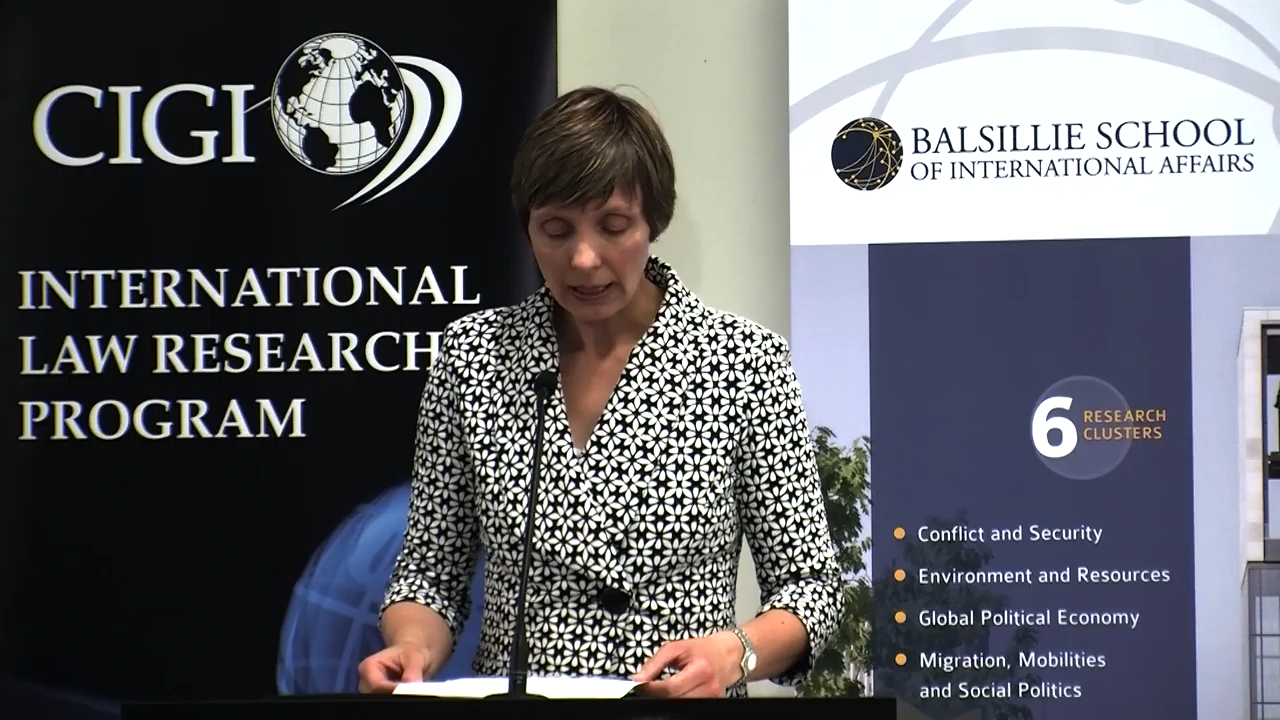 CIGI
INTERNATIONAL
LAW RESEARCH
PROGRAM
BALSILLIE SCHOOL
OF INTERNATIONAL AFFAIRS
6 RESEARCH
CLUSTERS
Conflict and Security
Environment and Resources
Global Political Economy
Migration, Mobilities
and Social Politics